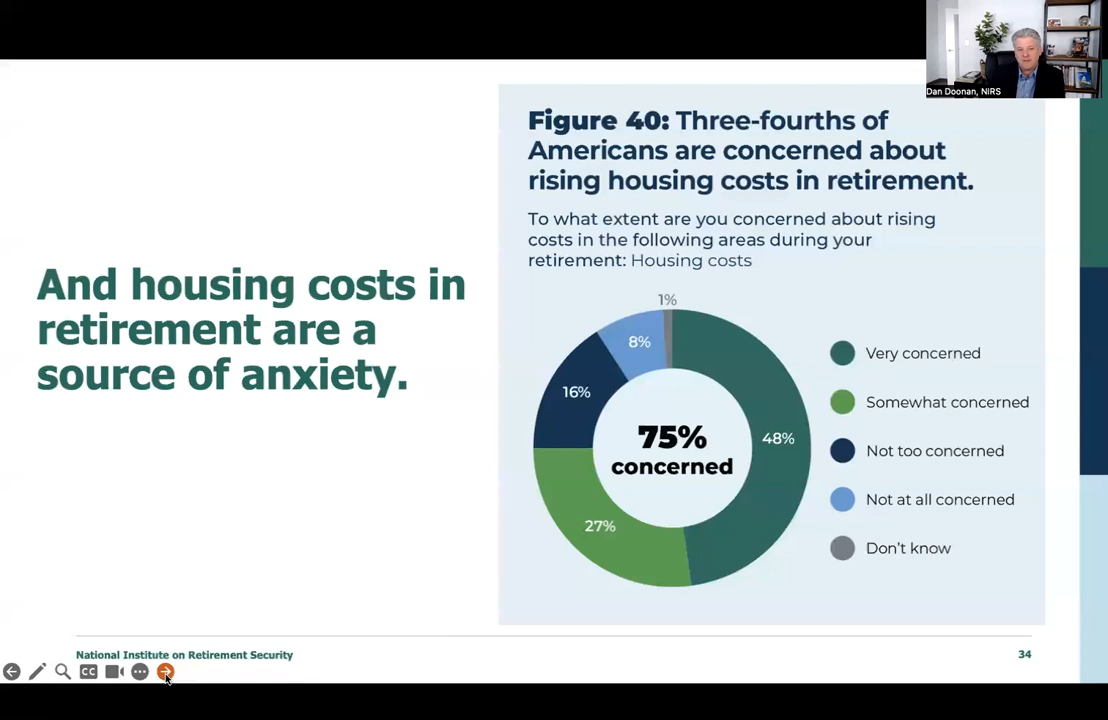 Dan Doonan, NIRS
And housing costs in
retirement are a
source of anxiety.
Figure 40: Three-fourths of
Americans are concerned about
rising housing costs in retirement.
To what extent are you concerned about rising
costs in the following areas during your
retirement: Housing costs
1%
8%
16%
48%
27%
75%
concerned
Very concerned
Somewhat concerned
Not too concerned
Not at all concerned
Don’t know
National Institute on Retirement Security
34
CC